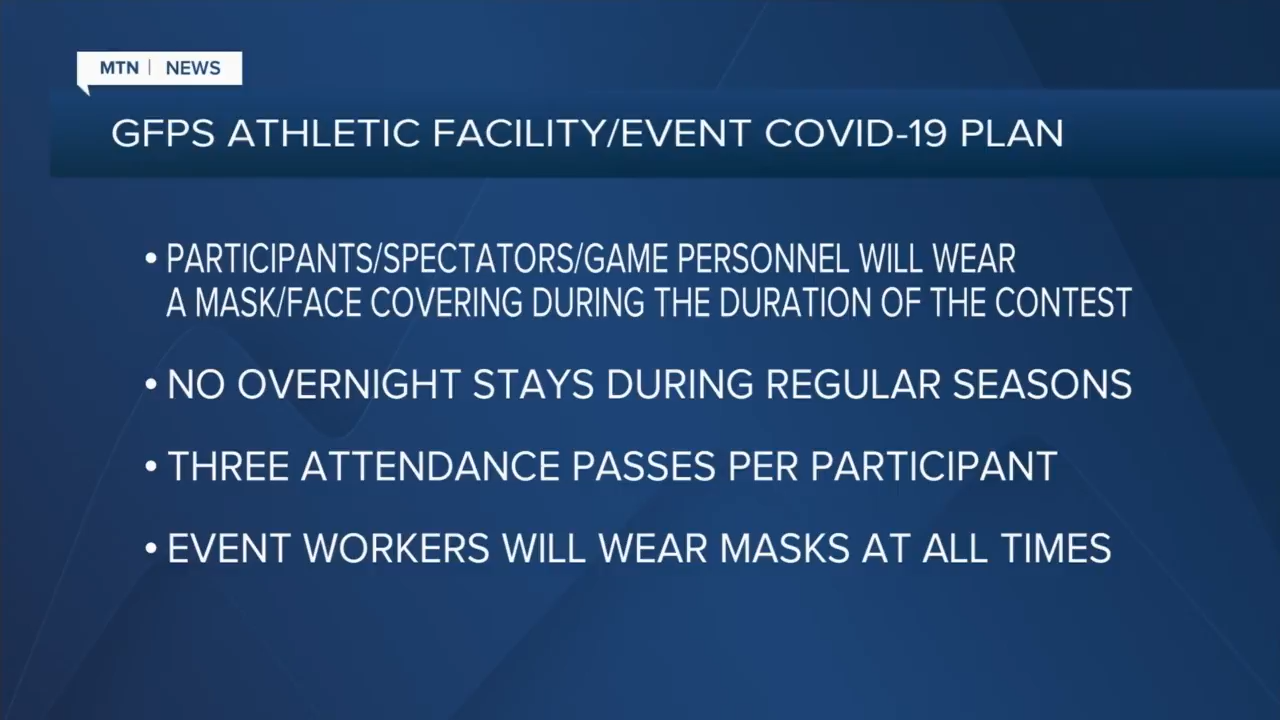 MTN | NEWS
GFPS ATHLETIC FACILITY/EVENT COVID-19 PLAN
• PARTICIPANTS/SPECTATORS/GAME PERSONNEL WILL WEAR
A MASK/FACE COVERING DURING THE DURATION OF THE CONTEST
• NO OVERNIGHT STAYS DURING REGULAR SEASONS
• THREE ATTENDANCE PASSES PER PARTICIPANT
• EVENT WORKERS WILL WEAR MASKS AT ALL TIMES